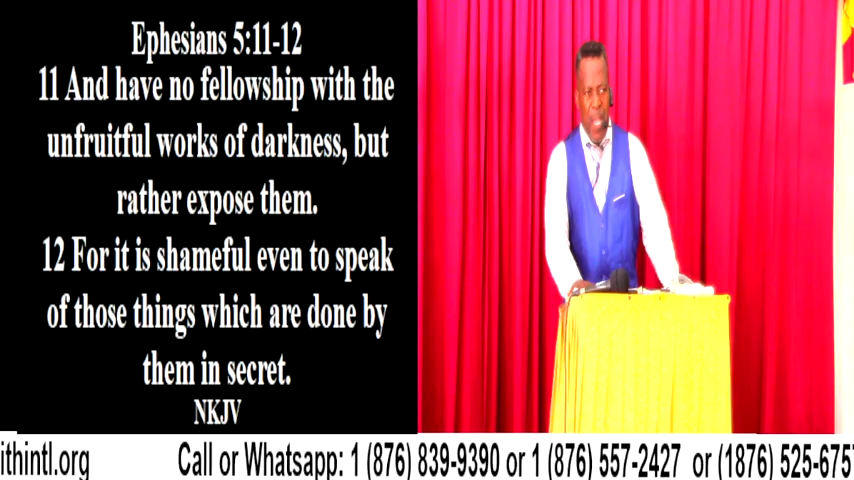 Ephesians 5:11-12
11 And have no fellowship with the
unfruitful works of darkness, but
rather expose them.
12 For it is shameful even to speak
of those things which are done by
them in secret.
NKJV
ithintl.org Call or Whatsapp: 1 (876) 839-9390 or 1 (876) 557-2427 or (1876) 525-675